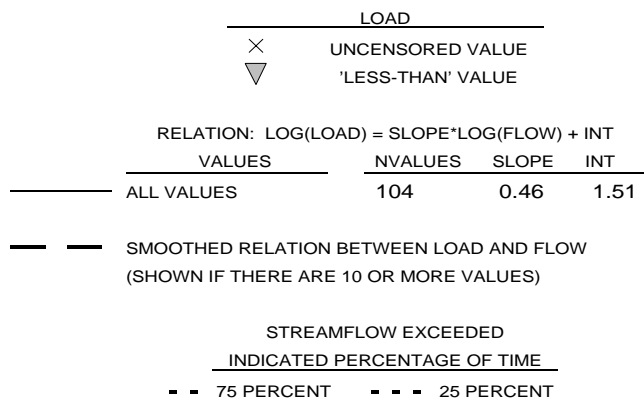 LOAD
UNCENSORED VALUE
'LESS-THAN' VALUE
RELATION: LOG(LOAD) = SLOPE*LOG(FLOW) + INT
VALUES NVALUES SLOPE INT
ALL VALUES 104 0.46 1.51
SMOOTHED RELATION BETWEEN LOAD AND FLOW
(SHOWN IF THERE ARE 10 OR MORE VALUES)
STREAMFLOW EXCEEDED
INDICATED PERCENTAGE OF TIME
75 PERCENT 25 PERCENT